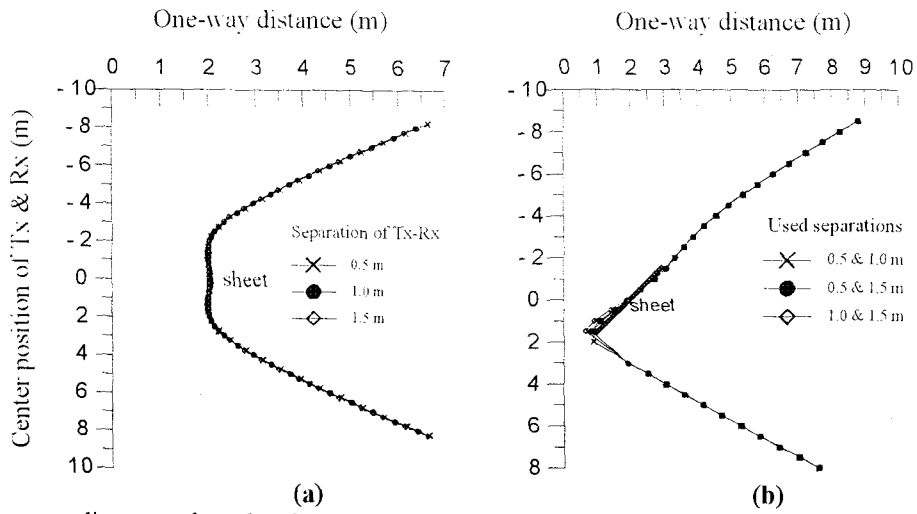 One-way distance (m)
0 1 2 3 4 5 6 7
Center position of Tx & Rx (m)
- 10
- 8
- 6
- 4
- 2
0
2
4
6
8
10
sheet
Separation of Tx-Rx
0.5 m
1.0 m
1.5 m
(a)
One-way distance (m)
0 1 2 3 4 5 6 7 8 9 10
- 10
- 8
- 6
- 4
- 2
0
2
4
6
8
sheet
Used separations
0.5 & 1.0 m
0.5 & 1.5 m
1.0 & 1.5 m
(b)